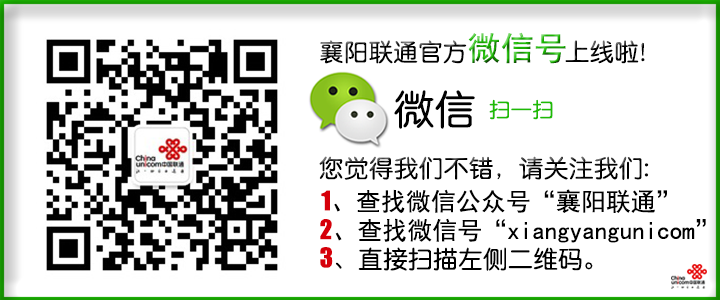 襄阳联通官方微信号上线啦!
微信 扫一扫
您觉得我们不错，请关注我们:
1、查找微信公众号“襄阳联通”
2、查找微信号“xiangyangunicom”
3、直接扫描左侧二维码。
China
unicom中国联通
China
unicom中国联通